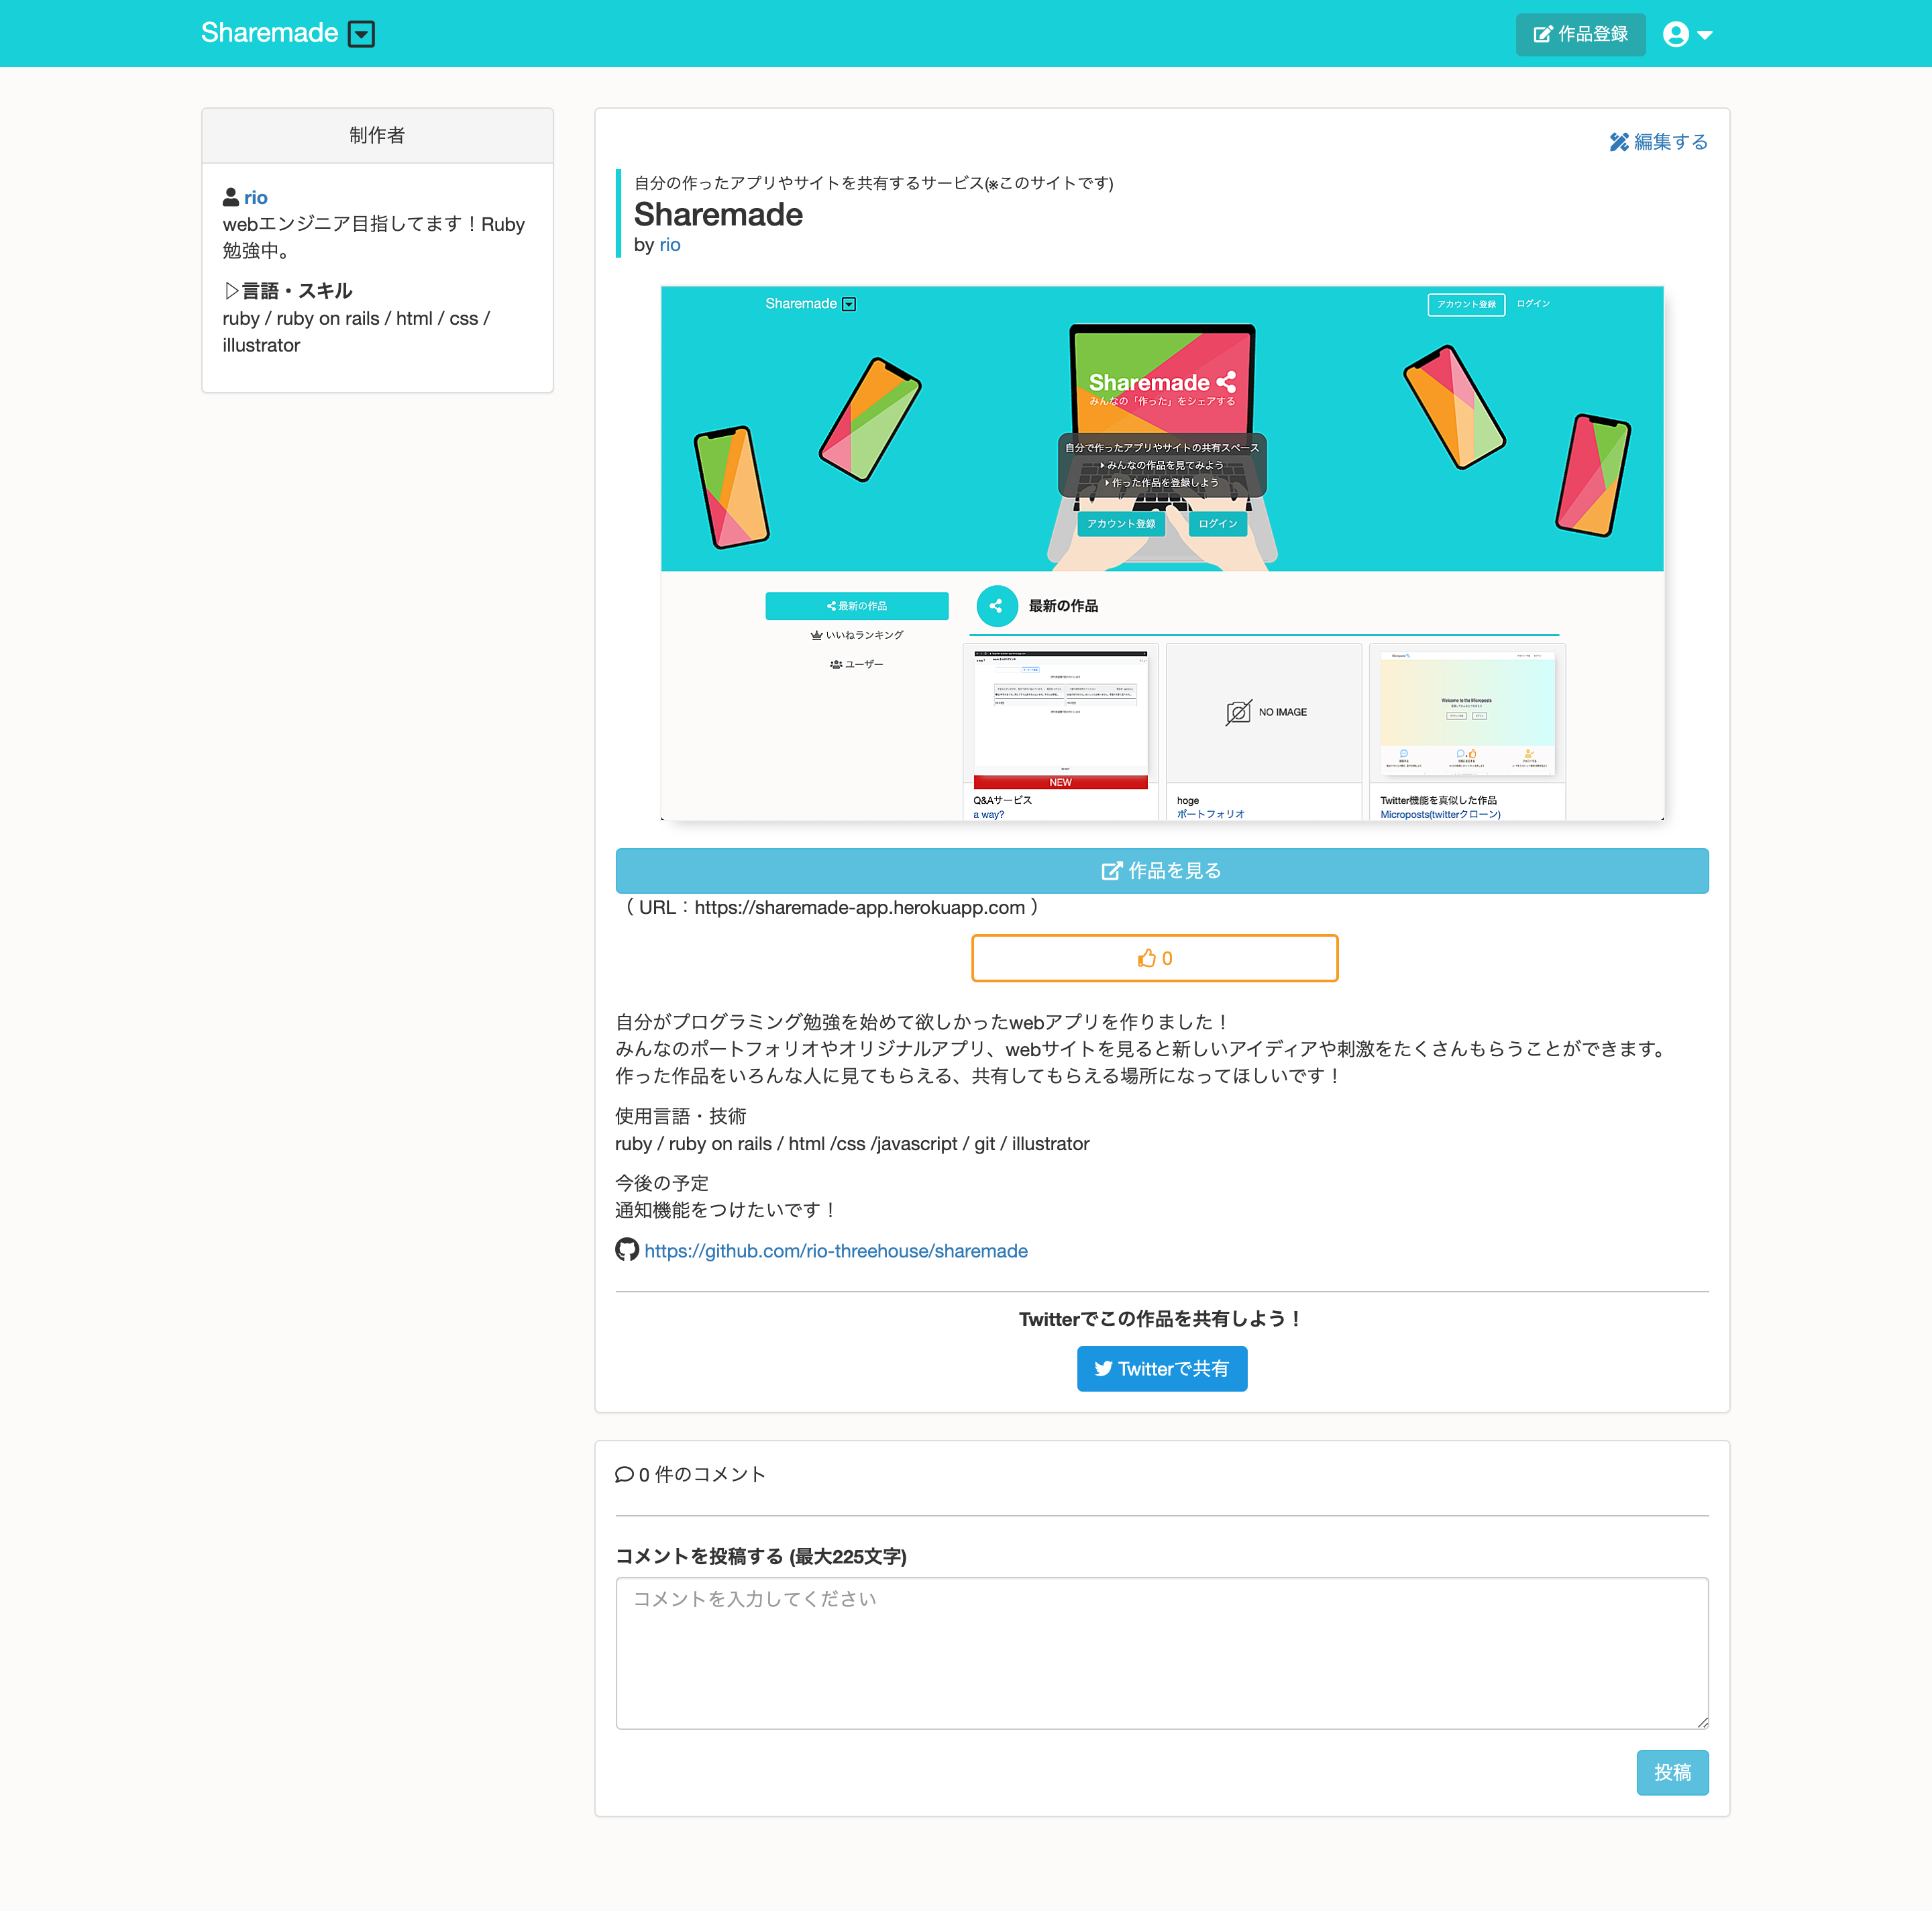 Sharemade
作品登録
制作者
rio
webエンジニア目指してます！Ruby
勉強中。
▷言語・スキル
ruby / ruby on rails / html / css /
illustrator
編集する
自分の作ったアプリやサイトを共有するサービス(※このサイトです)
Sharemade
by rio
Sharemade
アカウント登録
ログイン
Sharemade
みんなの「作った」をシェアする
自分で作ったアプリやサイトの共有スペース
みんなの作品を見てみよう
作った作品を登録しよう
アカウント登録
ログイン
最新の作品
いいねランキング
ユーザー
最新の作品
NO IMAGE
Welcome to the Microposts
NEW
Q&Aサービス
a way?
hoge
ポートフォリオ
Twitter機能を真似した作品
Microposts(twitterクローン)
作品を見る
（ URL：https://sharemade-app.herokuapp.com ）
0
自分がプログラミング勉強を始めて欲しかったwebアプリを作りました！
みんなのポートフォリオやオリジナルアプリ、webサイトを見ると新しいアイディアや刺激をたくさんもらうことができます。
作った作品をいろんな人に見てもらえる、共有してもらえる場所になってほしいです！
使用言語・技術
ruby / ruby on rails / html /css /javascript / git / illustrator
今後の予定
通知機能をつけたいです！
https://github.com/rio-threehouse/sharemade
Twitterでこの作品を共有しよう！
Twitterで共有
0 件のコメント
コメントを投稿する (最大225文字)
コメントを入力してください
投稿